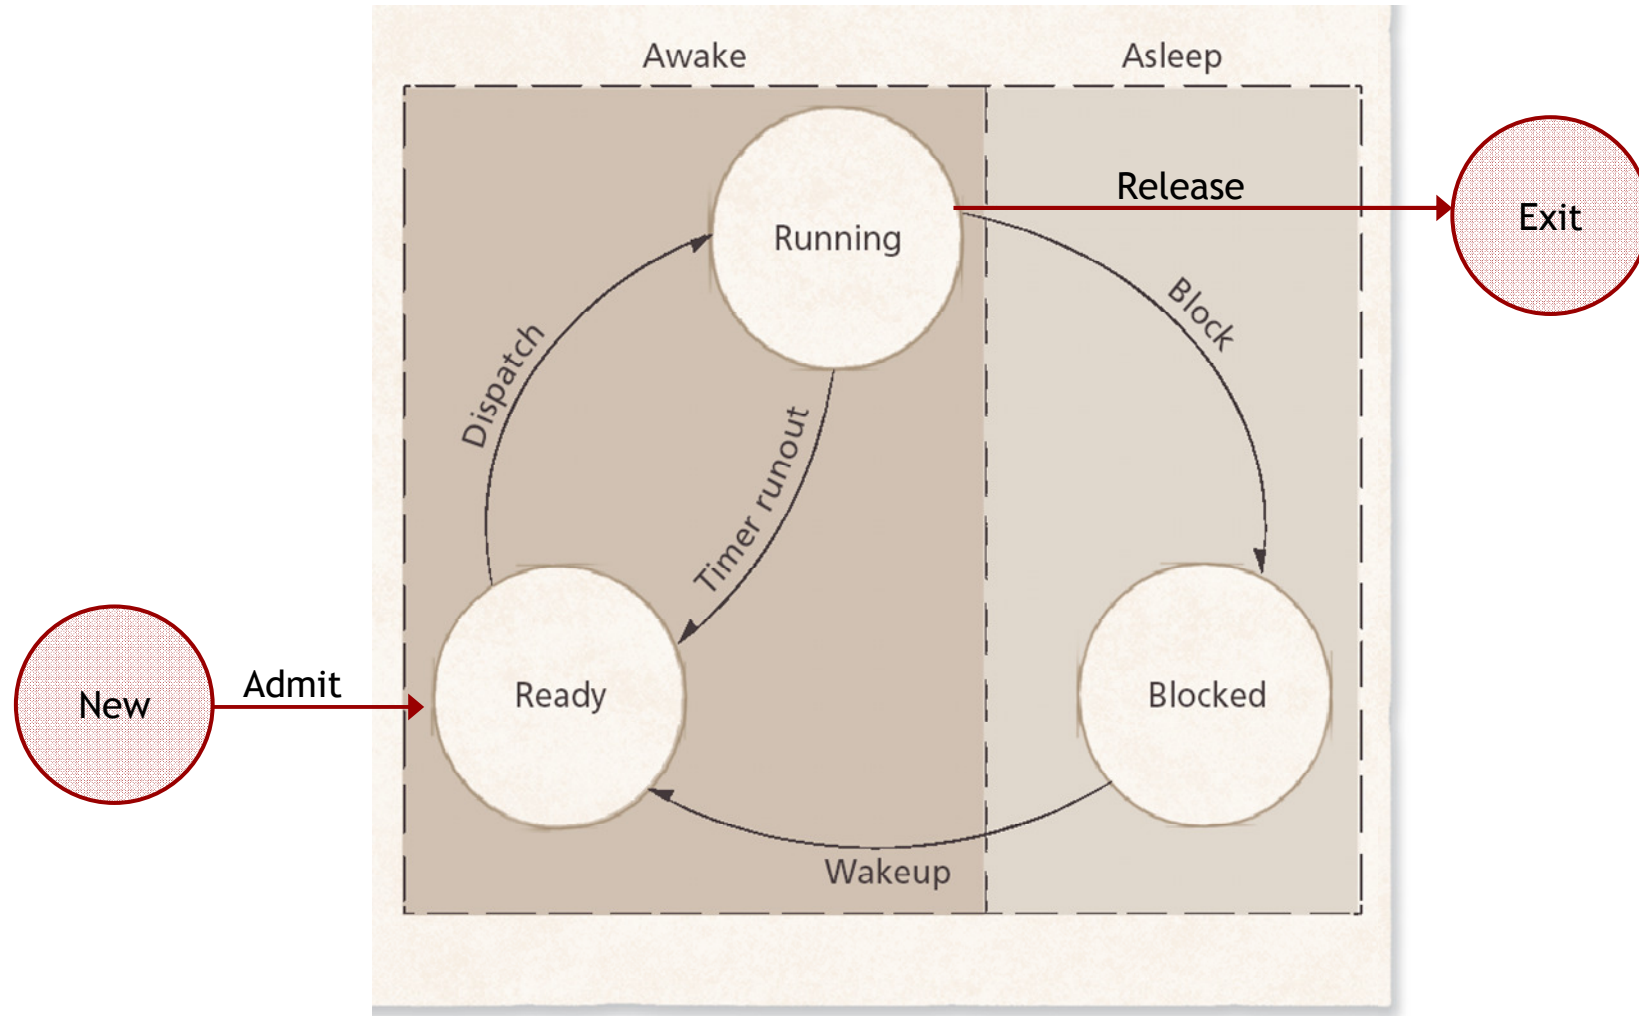 Awake
Asleep
Release
Exit
Running
Block
Dispatch
Timer runout
Admit
New
Ready
Blocked
Wakeup